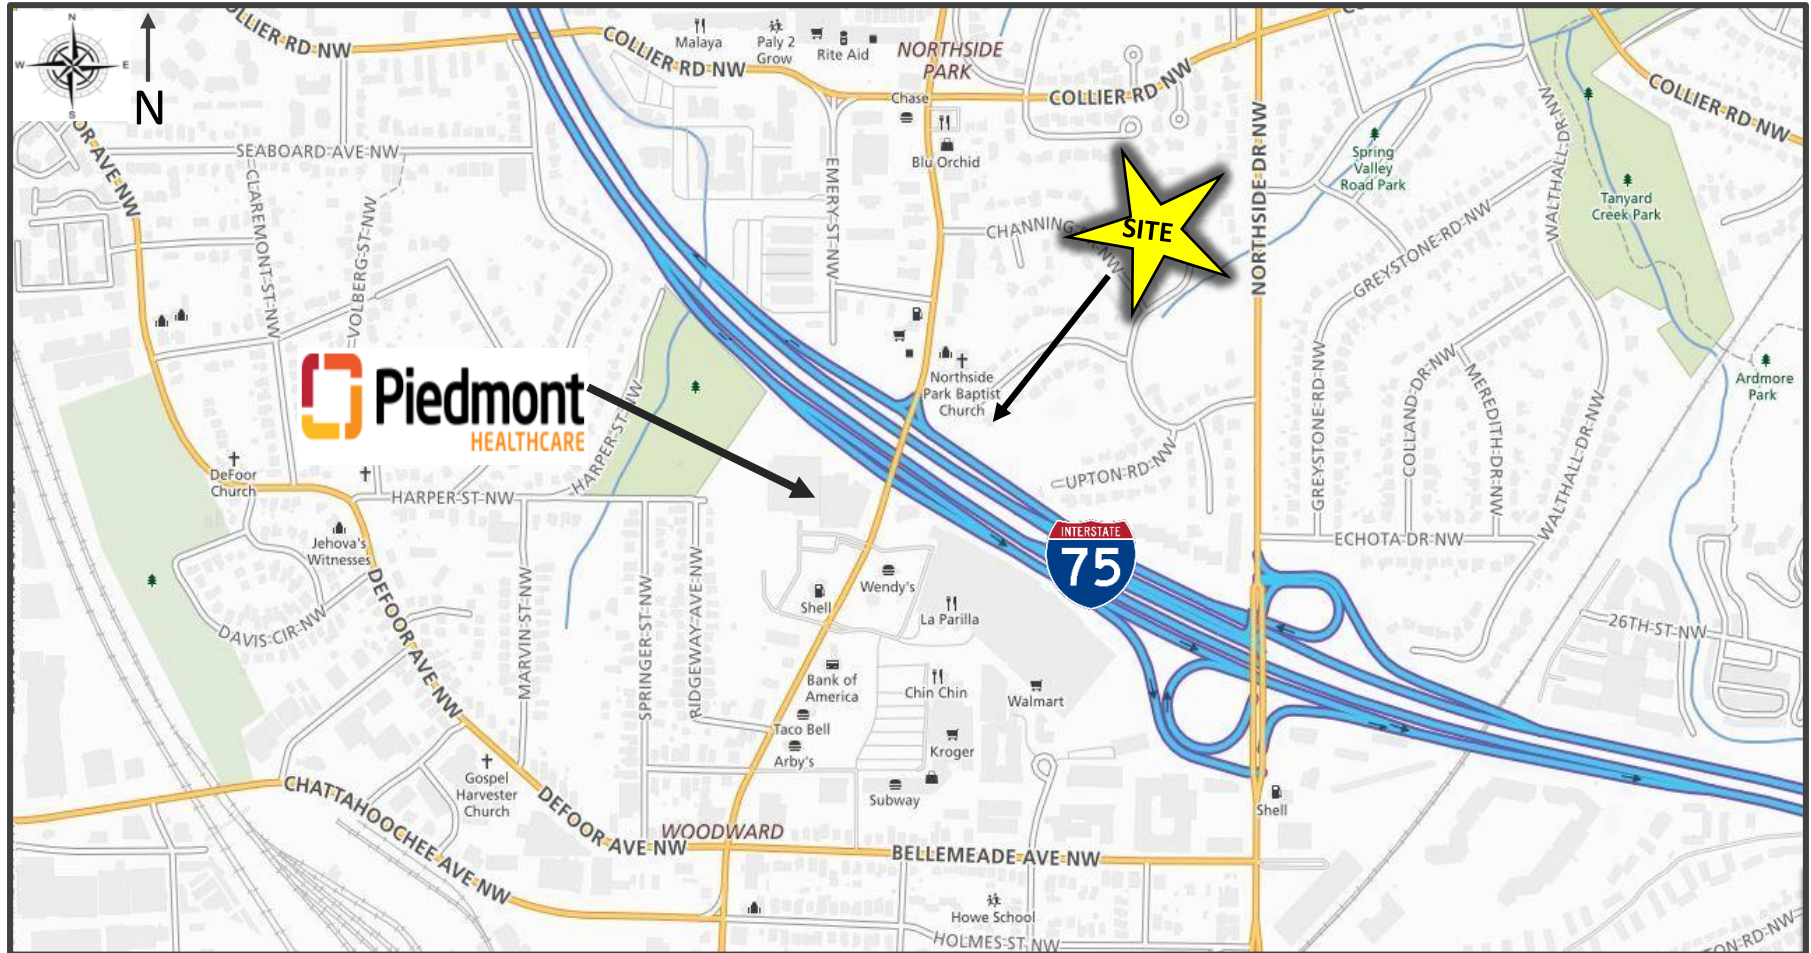 N
W
E
S
N
COLLIER RD NW
COLLIER RD NW
Malaya
Paly 2
Grow
Rite Aid
NORTHSIDE
PARK
Chase
COLLIER RD NW
COLLIER RD NW
Blu Orchid
SEABOARD AVE NW
CLAREMONT ST NW
VOLBERG ST NW
EMERY ST NW
NORTHSIDE DR NW
Spring
Valley
Road Park
WALTHALL DR NW
Tanyard
Creek Park
SITE
GREYSTONE RD NW
Piedmont
HEALTHCARE
Northside
Park Baptist
Church
GREYSTONE RD NW
COLLAND DR NW
MEREDITH DR NW
WALTHALL DR NW
Ardmore
Park
DeFoor
Church
HARPER ST NW
HARPER ST NW
UPTON RD NW
INTERSTATE
75
ECHOTA DR NW
Jehova's
Witnesses
DAVIS CIR NW
DEFOOR AVE NW
MARVIN ST NW
SPRINGER ST NW
RIDGEWAY AVE NW
Shell
Wendy's
La Parilla
26TH ST NW
Bank of
America
Chin Chin
Walmart
Taco Bell
Arby's
Kroger
Gospel
Harvester
Church
Subway
Shell
CHATTAHOOCHEE AVE NW
DEFOOR AVE NW
WOODWARD
BELLEMEADE AVE NW
Howe School
HOLMES ST NW